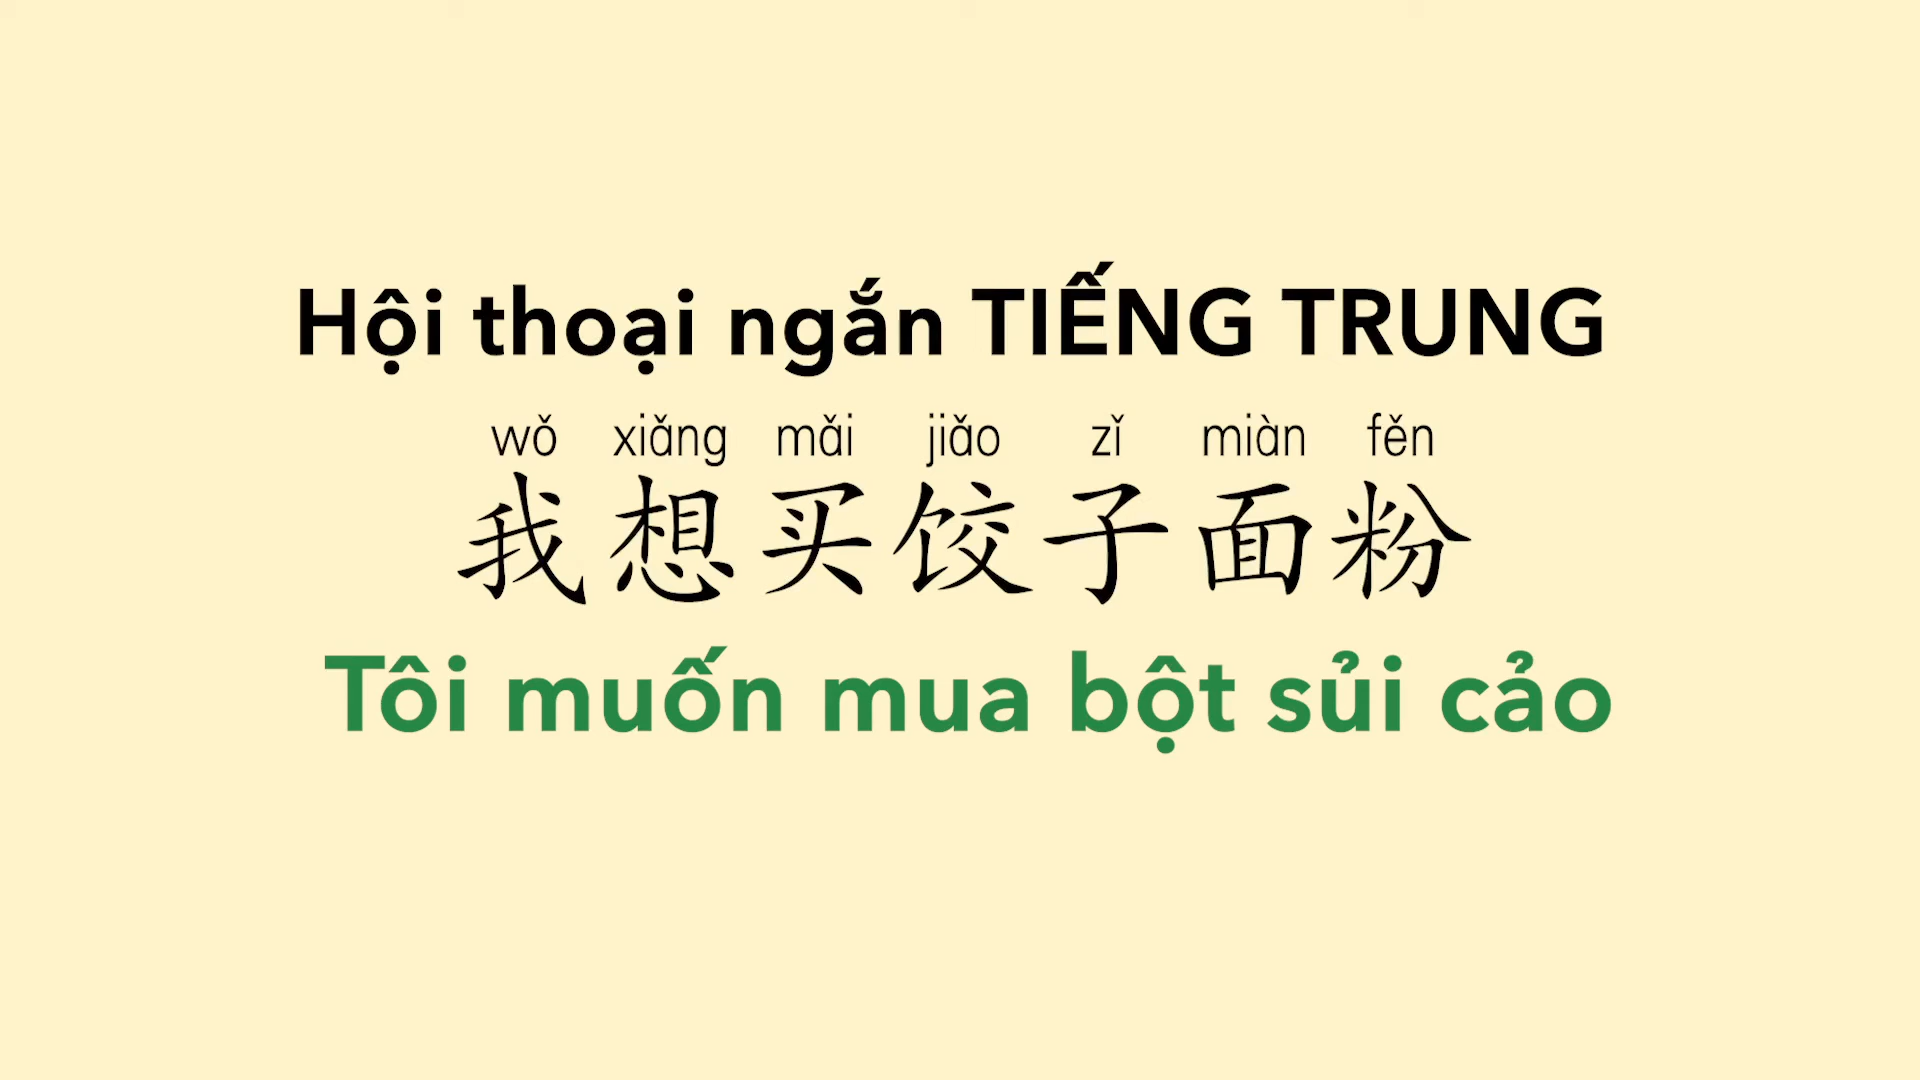 Hội thoại ngắn TIẾNG TRUNG
wǒ xiǎng mǎi jiǎo zǐ miàn fěn
我想买饺子面粉
Tôi muốn mua bột sủi cảo